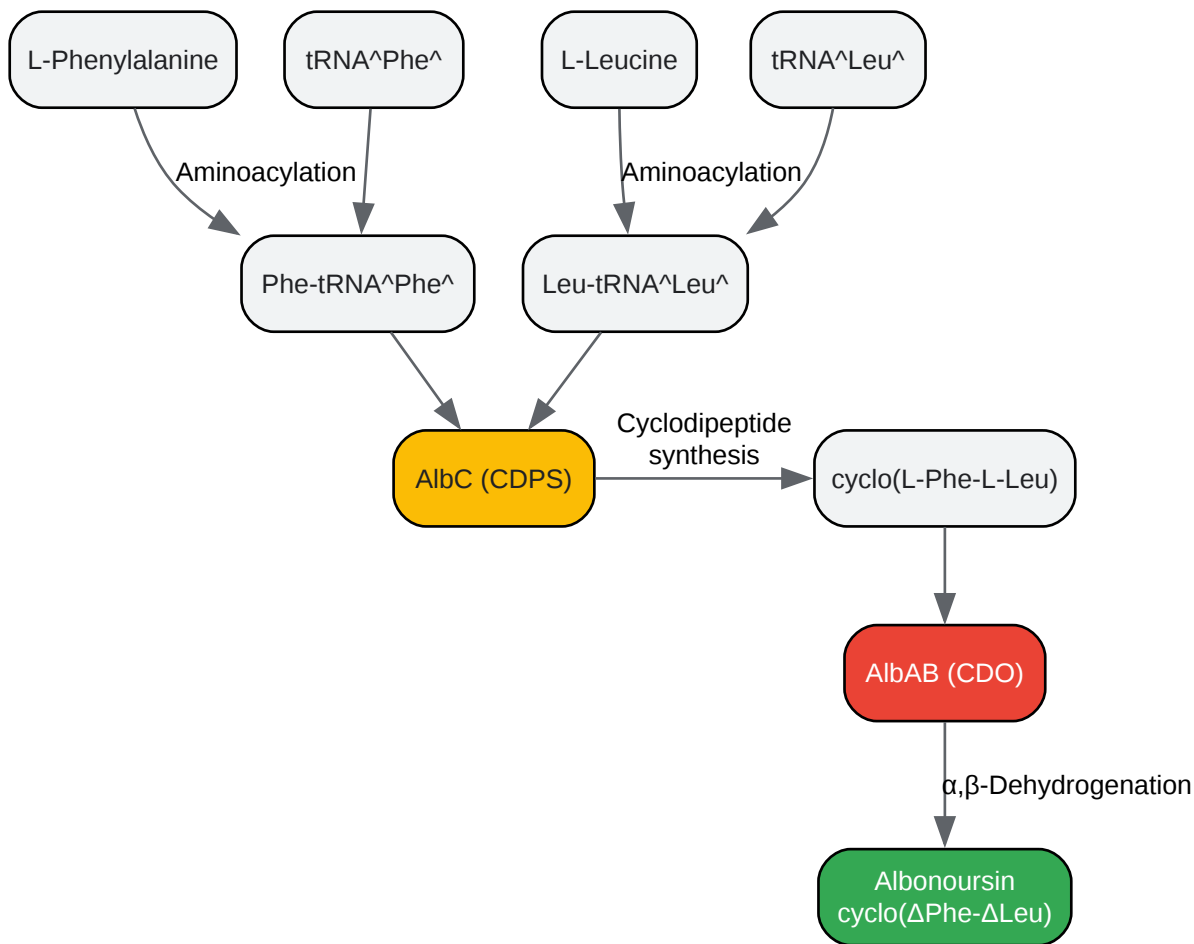 L-Phenylalanine
tRNA^Phe^
L-Leucine
tRNA^Leu^
Aminoacylation
Aminoacylation
Phe-tRNA^Phe^
Leu-tRNA^Leu^
Cyclodipeptide
synthesis
AlbC (CDPS)
cyclo(L-Phe-L-Leu)
AlbAB (CDO)
α,β-Dehydrogenation
Albonoursin
cyclo(ΔPhe-ΔLeu)